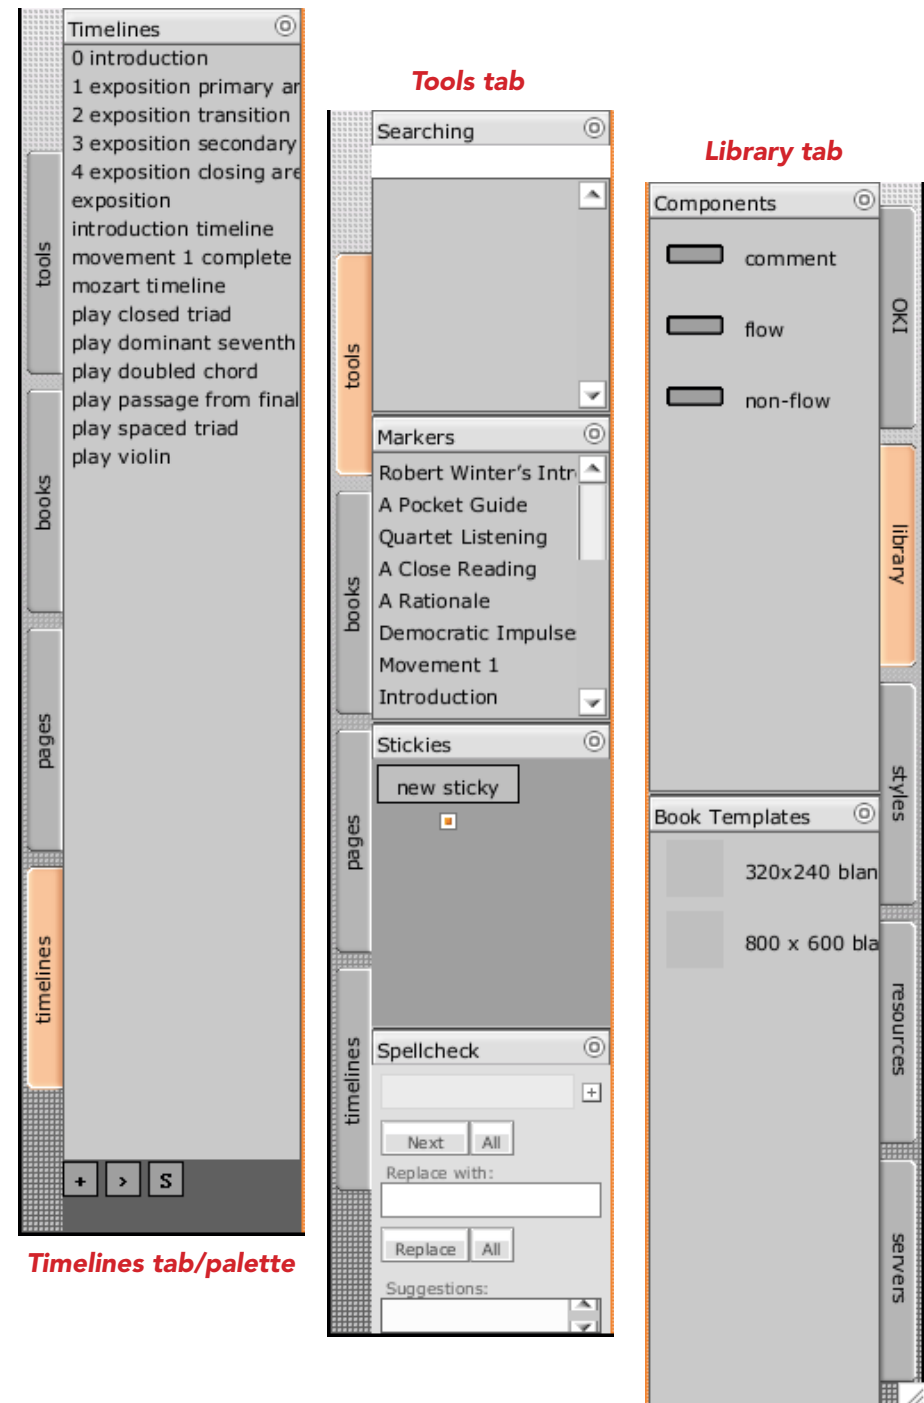 Timelines
0 introduction
1 exposition primary ar
2 exposition transition
3 exposition secondary
4 exposition closing are
exposition
introduction timeline
movement 1 complete
mozart timeline
play closed triad
play dominant seventh
play doubled chord
play passage from final
play spaced triad
play violin
tools
books
pages
timelines
+ > S
Timelines tab/palette
Tools tab
Searching
Markers
Robert Winter's Intr
A Pocket Guide
Quartet Listening
A Close Reading
A Rationale
Democratic Impulse
Movement 1
Introduction
Stickies
new sticky
Spellcheck
+
Next All
Replace with:
Replace All
Suggestions:
tools
books
pages
timelines
Library tab
Components
comment
flow
non-flow
Book Templates
320x240 blan
800 x 600 bla
OKI
library
styles
resources
servers